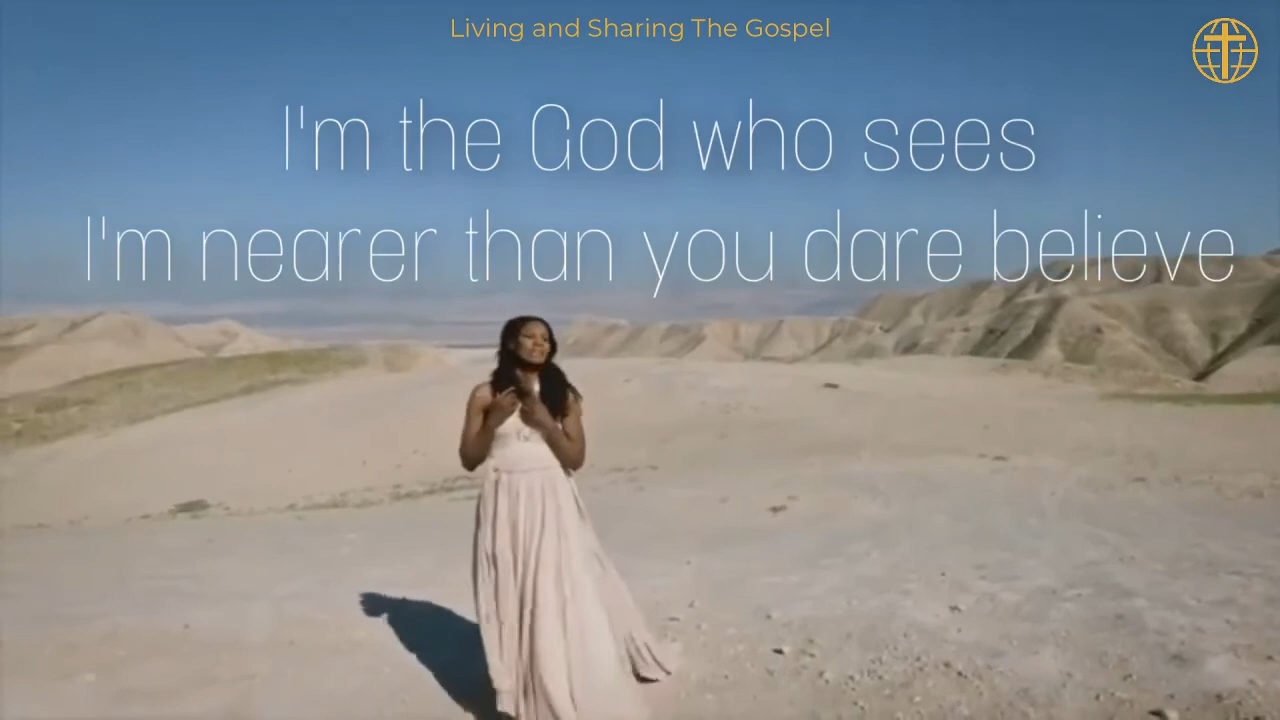 Living and Sharing The Gospel
I'm the God who sees
I'm nearer than you dare believe